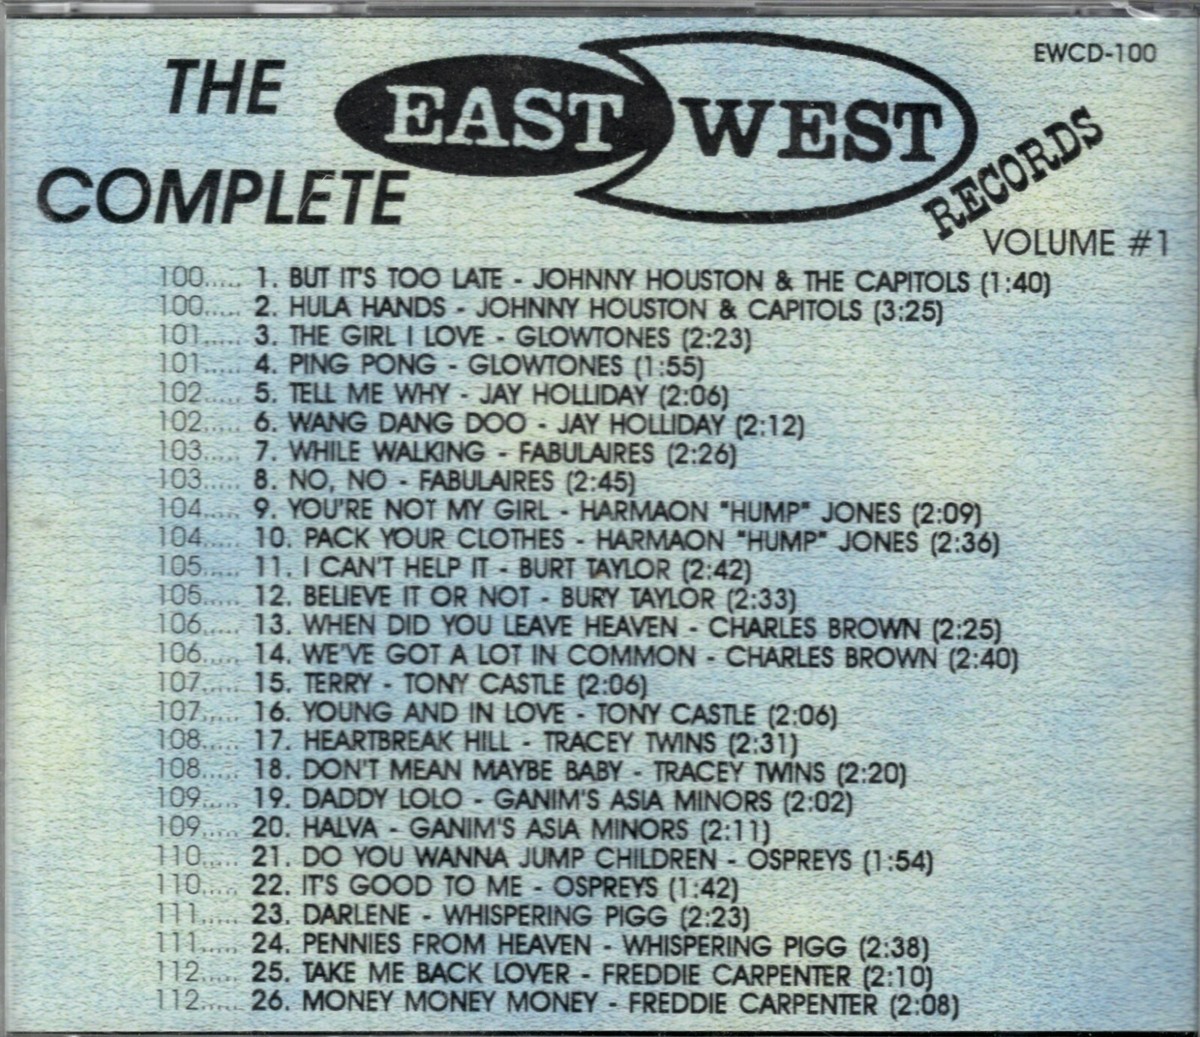 THE
COMPLETE
EAST WEST
RECORDS
EWCD-100
VOLUME #1
100..... 1. BUT IT'S TOO LATE - JOHNNY HOUSTON & THE CAPITOLS (1:40)
100..... 2. HULA HANDS - JOHNNY HOUSTON & CAPITOLS (3:25)
101..... 3. THE GIRL I LOVE - GLOWTONES (2:23)
101..... 4. PING PONG - GLOWTONES (1:55)
102..... 5. TELL ME WHY - JAY HOLLIDAY (2:06)
102..... 6. WANG DANG DOO - JAY HOLLIDAY (2:12)
103..... 7. WHILE WALKING - FABULAIRES (2:26)
103..... 8. NO, NO - FABULAIRES (2:45)
104..... 9. YOU'RE NOT MY GIRL - HARMAON "HUMP" JONES (2:09)
104..... 10. PACK YOUR CLOTHES - HARMAON "HUMP" JONES (2:36)
105..... 11. I CAN'T HELP IT - BURT TAYLOR (2:42)
105..... 12. BELIEVE IT OR NOT - BURY TAYLOR (2:33)
106..... 13. WHEN DID YOU LEAVE HEAVEN - CHARLES BROWN (2:25)
106..... 14. WE'VE GOT A LOT IN COMMON - CHARLES BROWN (2:40)
107..... 15. TERRY - TONY CASTLE (2:06)
107..... 16. YOUNG AND IN LOVE - TONY CASTLE (2:06)
108..... 17. HEARTBREAK HILL - TRACEY TWINS (2:31)
108..... 18. DON'T MEAN MAYBE BABY - TRACEY TWINS (2:20)
109..... 19. DADDY LOLO - GANIM'S ASIA MINORS (2:02)
109..... 20. HALVA - GANIM'S ASIA MINORS (2:11)
110..... 21. DO YOU WANNA JUMP CHILDREN - OSPREYS (1:54)
110..... 22. IT'S GOOD TO ME - OSPREYS (1:42)
111..... 23. DARLENE - WHISPERING PIGG (2:23)
111..... 24. PENNIES FROM HEAVEN - WHISPERING PIGG (2:38)
112..... 25. TAKE ME BACK LOVER - FREDDIE CARPENTER (2:10)
112..... 26. MONEY MONEY MONEY - FREDDIE CARPENTER (2:08)